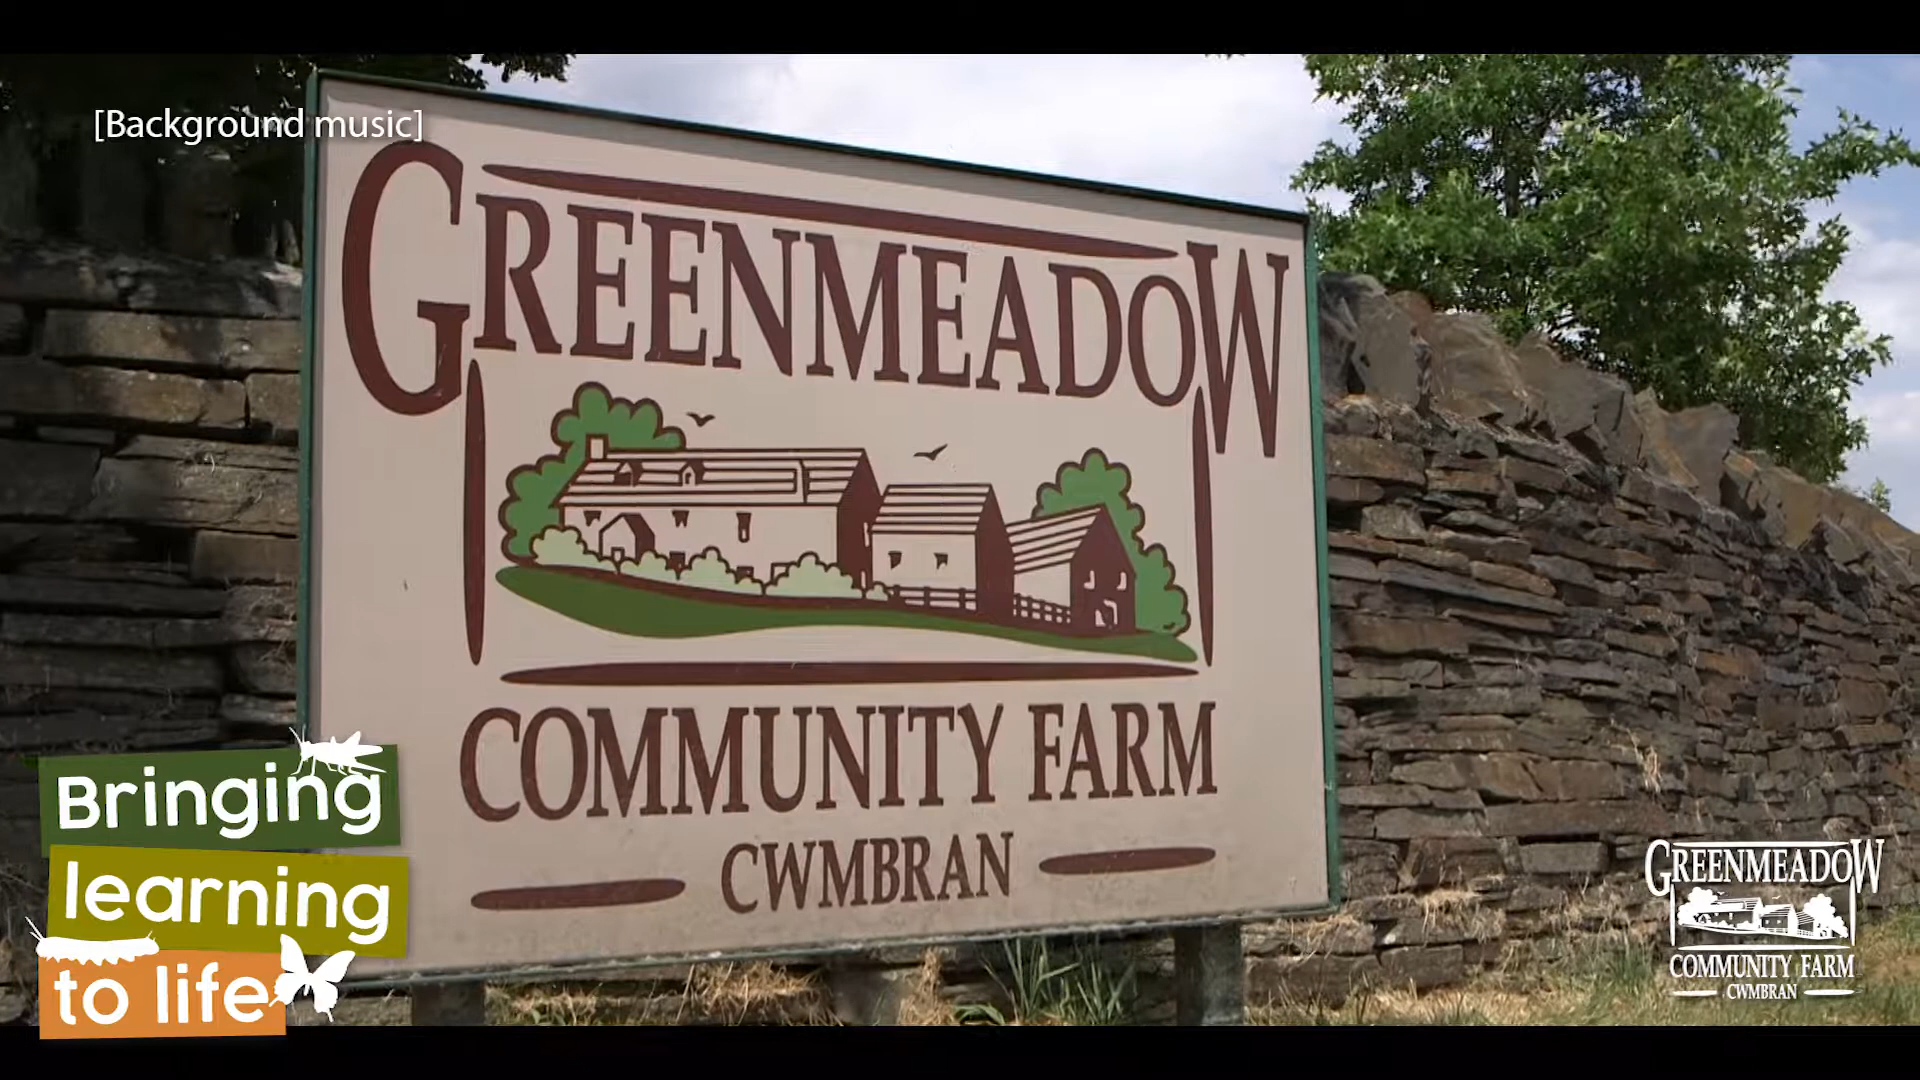 [Background music]
GREENMEADOW
COMMUNITY FARM
CWMBRAN
Bringing
learning
to life
GREENMEADOW
COMMUNITY FARM
CWMBRAN